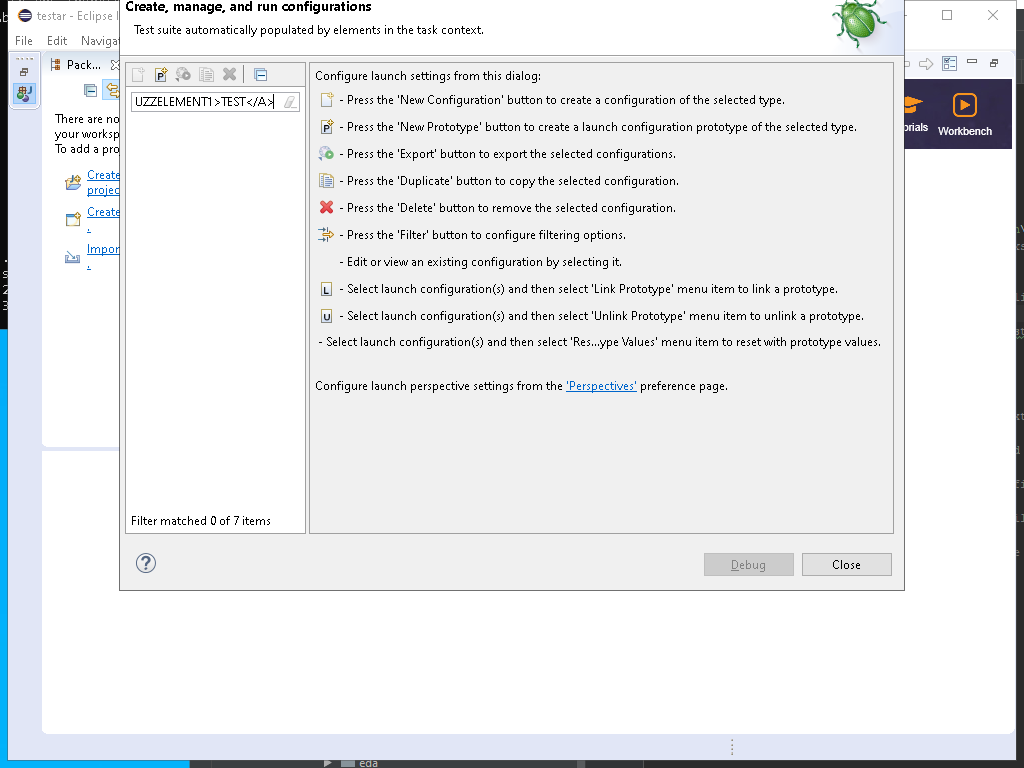 Create, manage, and run configurations
testar - Eclipse I
Test suite automatically populated by elements in the task context.
File Edit Navigat
Pack...
P
Configure launch settings from this dialog:
UZZELEMENT1>TEST</A>
- Press the 'New Configuration' button to create a configuration of the selected type.
There are no
your worksp
To add a pro
P - Press the 'New Prototype' button to create a launch configuration prototype of the selected type.
orials
Workbench
- Press the 'Export' button to export the selected configurations.
Create
projec
- Press the 'Duplicate' button to copy the selected configuration.
- Press the 'Delete' button to remove the selected configuration.
Create
.
- Press the 'Filter' button to configure filtering options.
Impor
.
- Edit or view an existing configuration by selecting it.
L - Select launch configuration(s) and then select 'Link Prototype' menu item to link a prototype.
U - Select launch configuration(s) and then select 'Unlink Prototype' menu item to unlink a prototype.
- Select launch configuration(s) and then select 'Res...ype Values' menu item to reset with prototype values.
Configure launch perspective settings from the 'Perspectives' preference page.
Filter matched 0 of 7 items
?
Debug
Close
eda